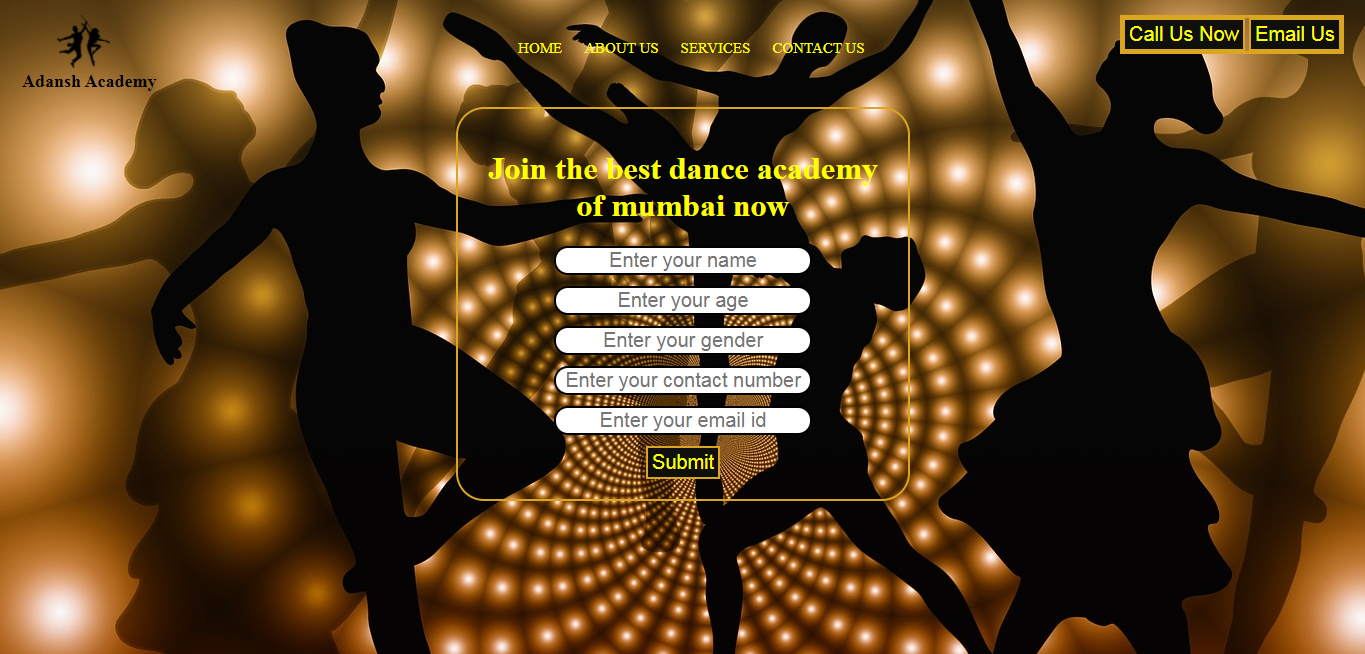 Adansh Academy
HOME ABOUT US SERVICES CONTACT US
Call Us Now Email Us
Join the best dance academy
of mumbai now
Enter your name
Enter your age
Enter your gender
Enter your contact number
Enter your email id
Submit